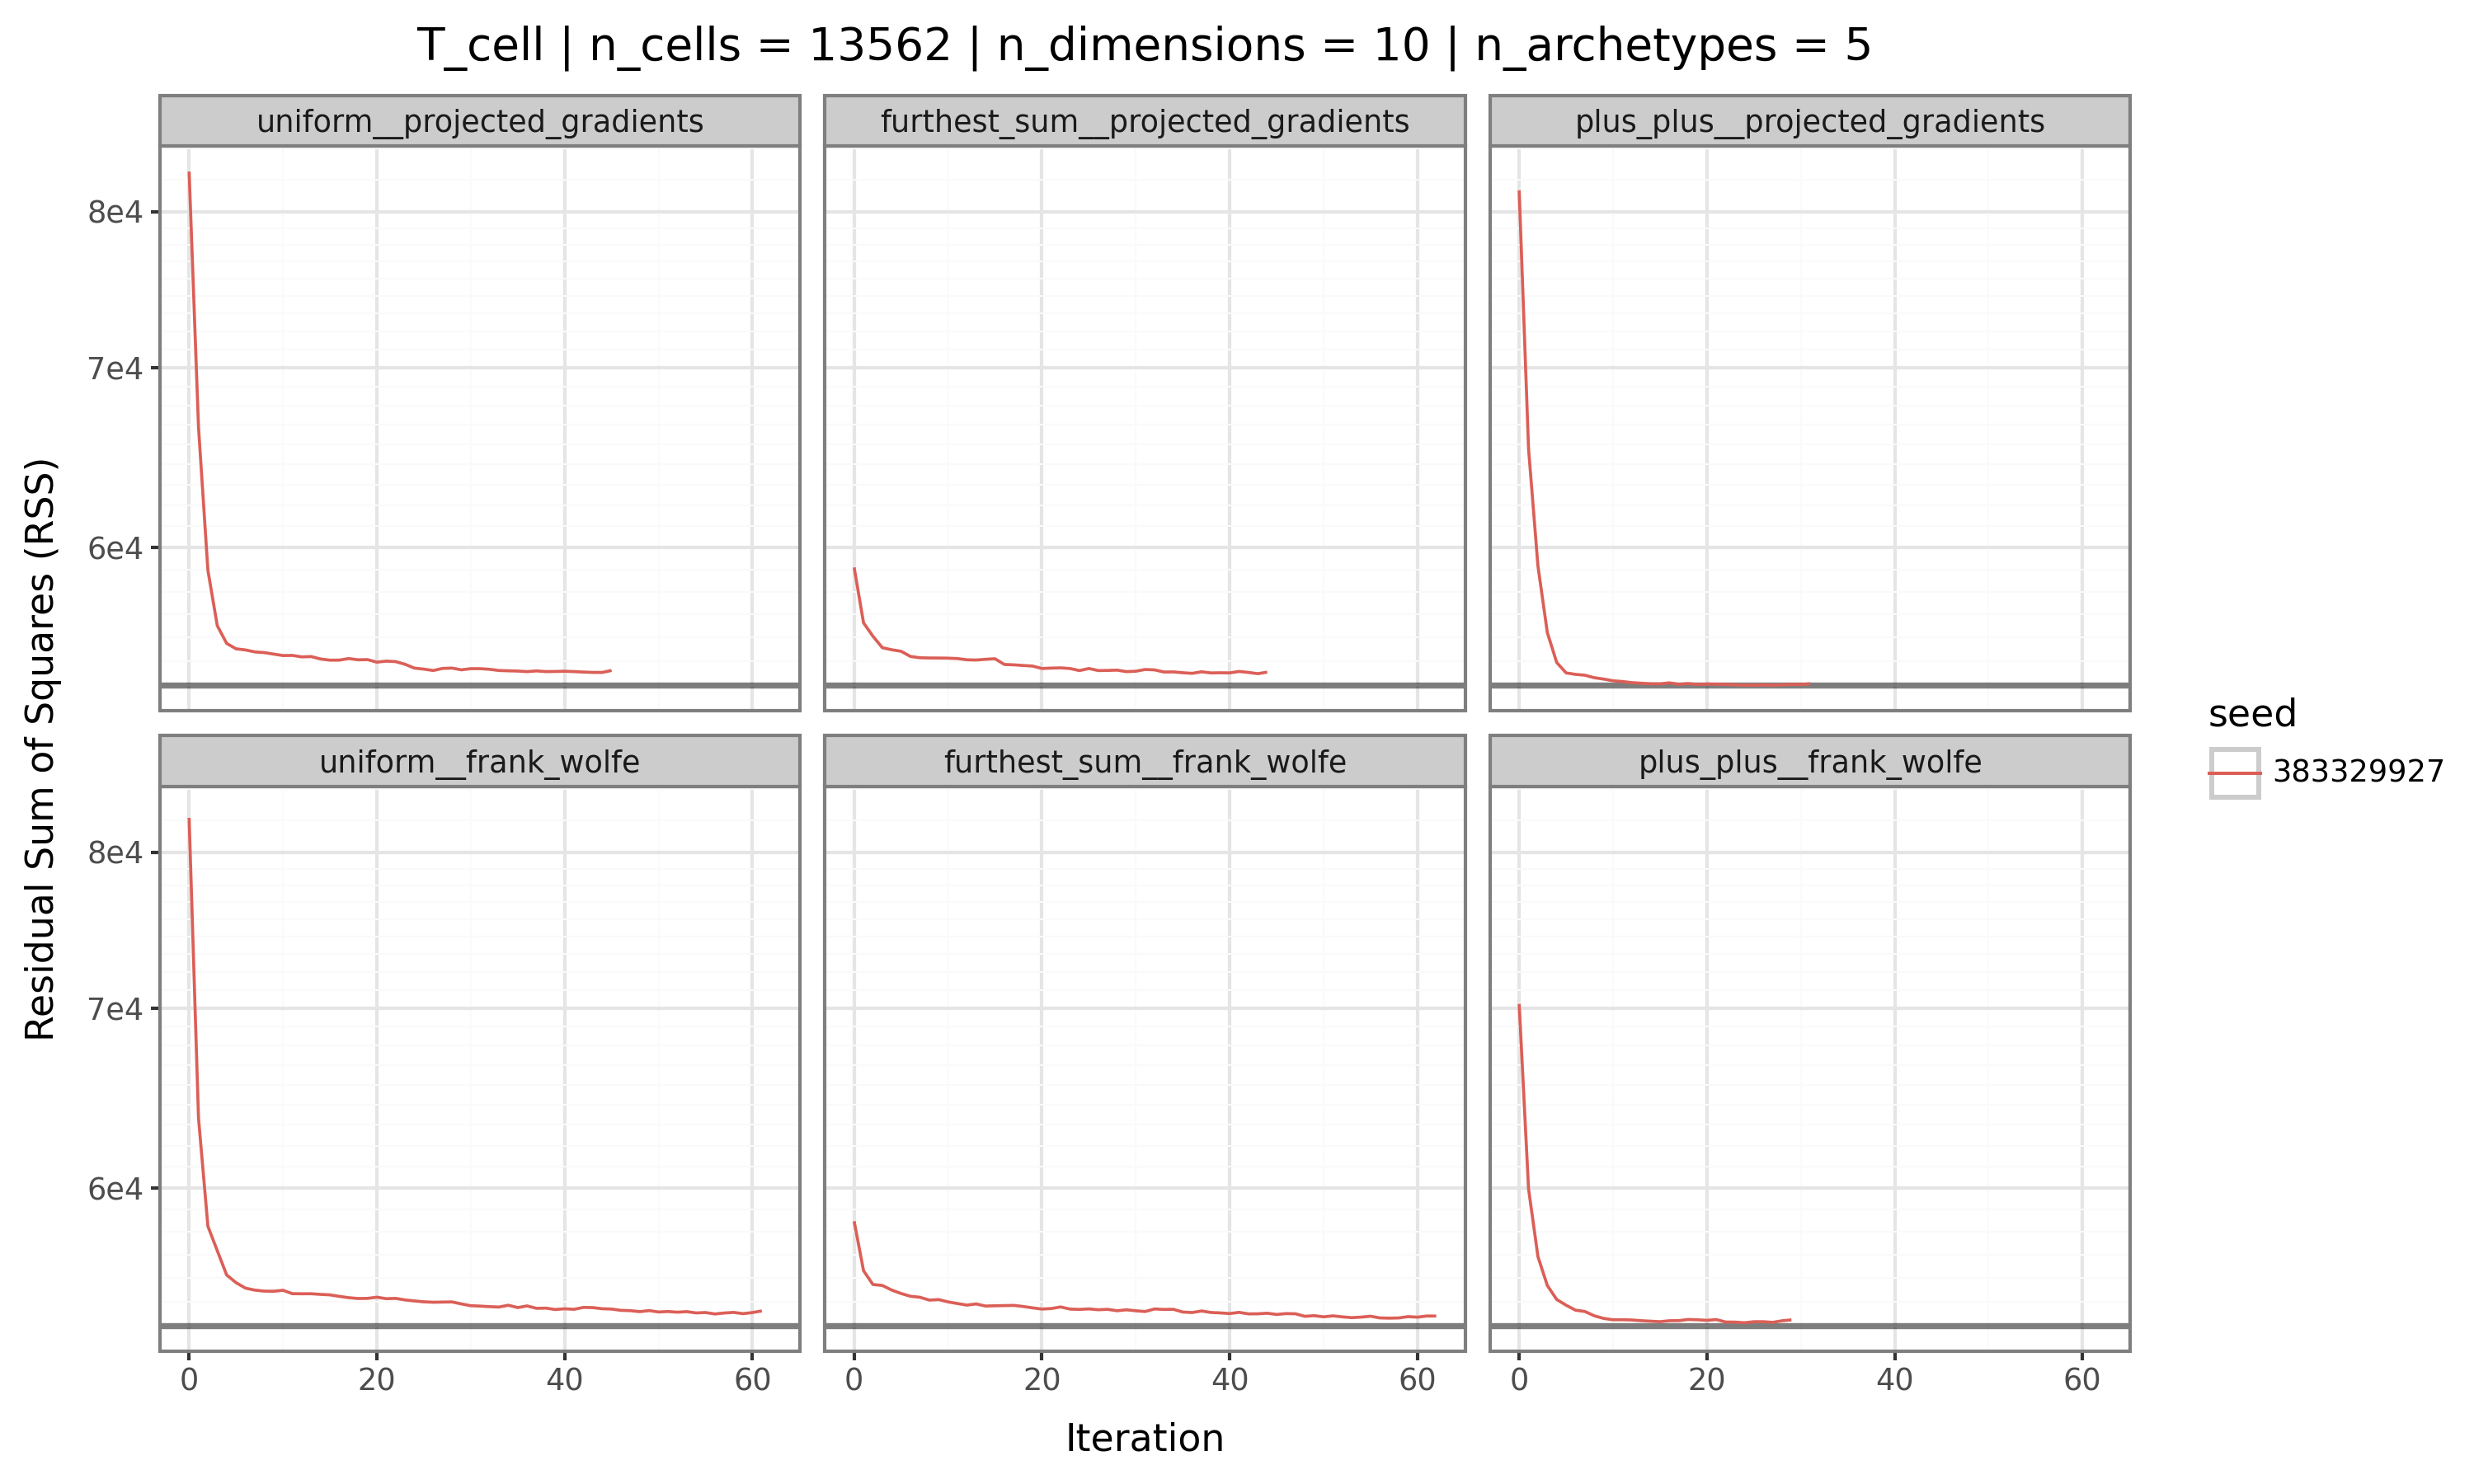 T_cell | n_cells = 13562 | n_dimensions = 10 | n_archetypes = 5
uniform__projected_gradients
furthest_sum__projected_gradients
plus_plus__projected_gradients
8e4
7e4
6e4
uniform__frank_wolfe
furthest_sum__frank_wolfe
plus_plus__frank_wolfe
8e4
7e4
6e4
0 20 40 60
0 20 40 60
0 20 40 60
Iteration
Residual Sum of Squares (RSS)
seed
383329927